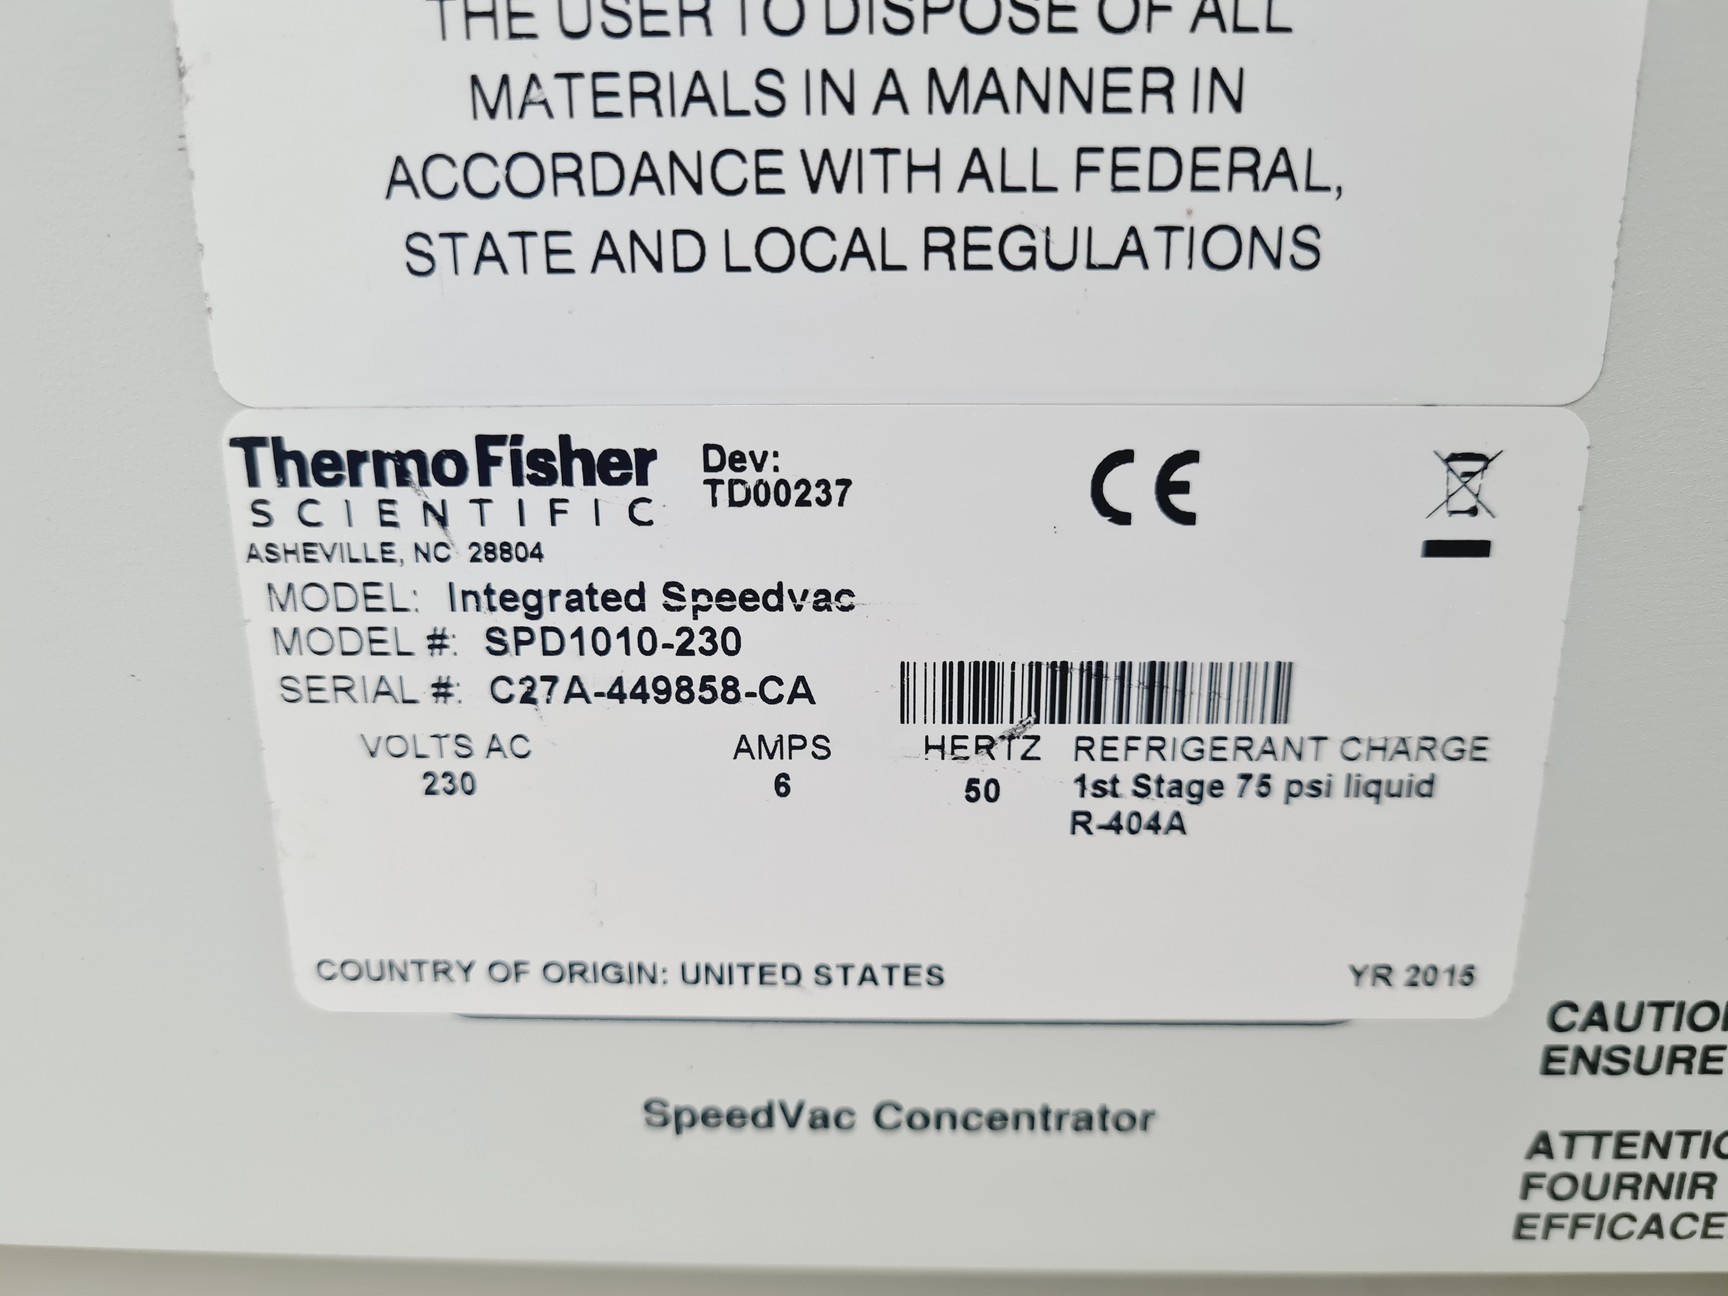 THE USER TO DISPOSE OF ALL
MATERIALS IN A MANNER IN
ACCORDANCE WITH ALL FEDERAL,
STATE AND LOCAL REGULATIONS
ThermoFisher
SCIENTIFIC
Dev:
TD00237
CE
ASHEVILLE, NC 28804
MODEL: Integrated Speedvac
MODEL #: SPD1010-230
SERIAL #: C27A-449858-CA
VOLTS AC AMPS HERTZ REFRIGERANT CHARGE
230 6 50 1st Stage 75 psi liquid
R-404A
COUNTRY OF ORIGIN: UNITED STATES YR 2015
SpeedVac Concentrator
ENSURE
FOURNIR